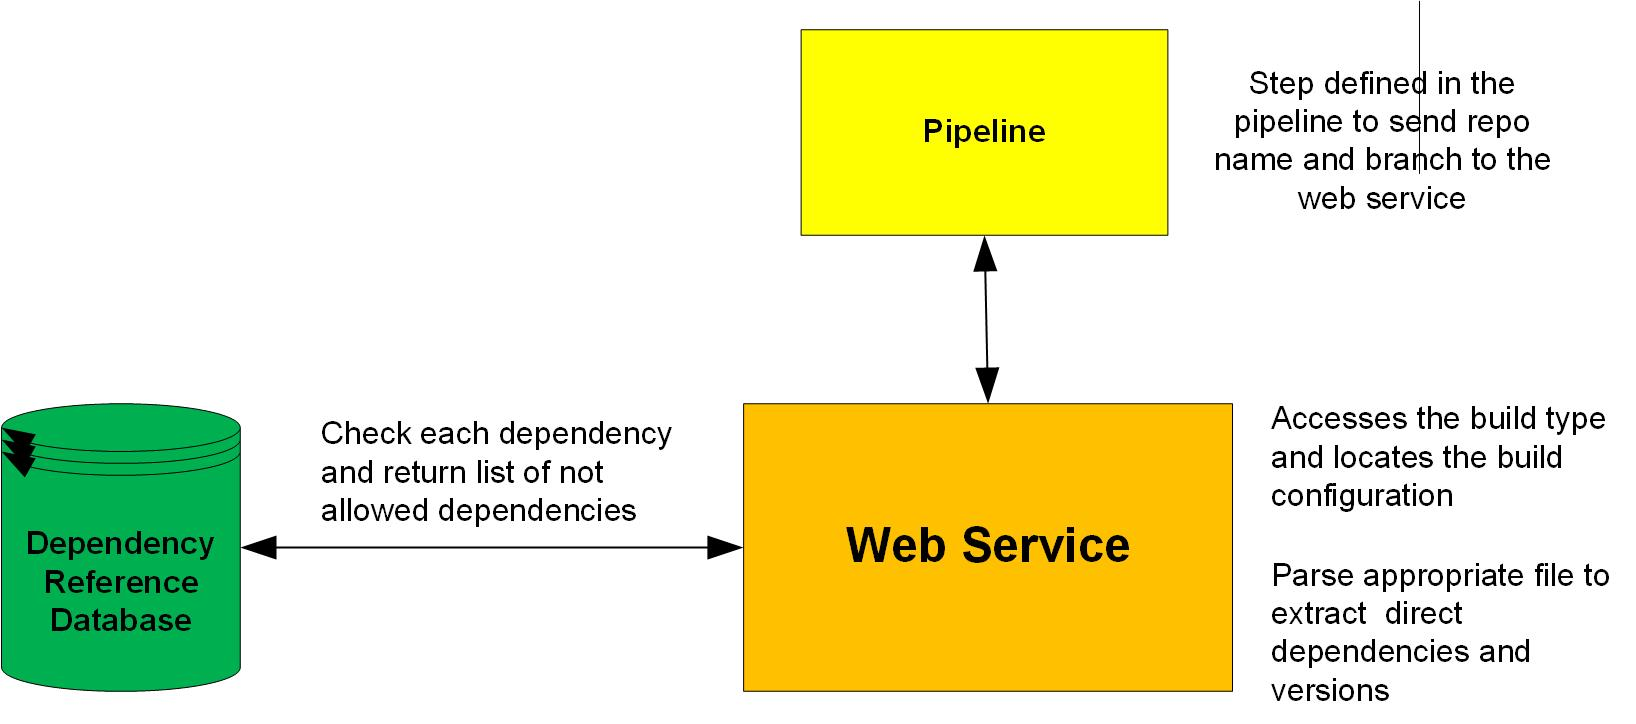 Pipeline
Step defined in the
pipeline to send repo
name and branch to the
web service
Check each dependency
and return list of not
allowed dependencies
Dependency
Reference
Database
Web Service
Accesses the build type
and locates the build
configuration
Parse appropriate file to
extract  direct
dependencies and
versions